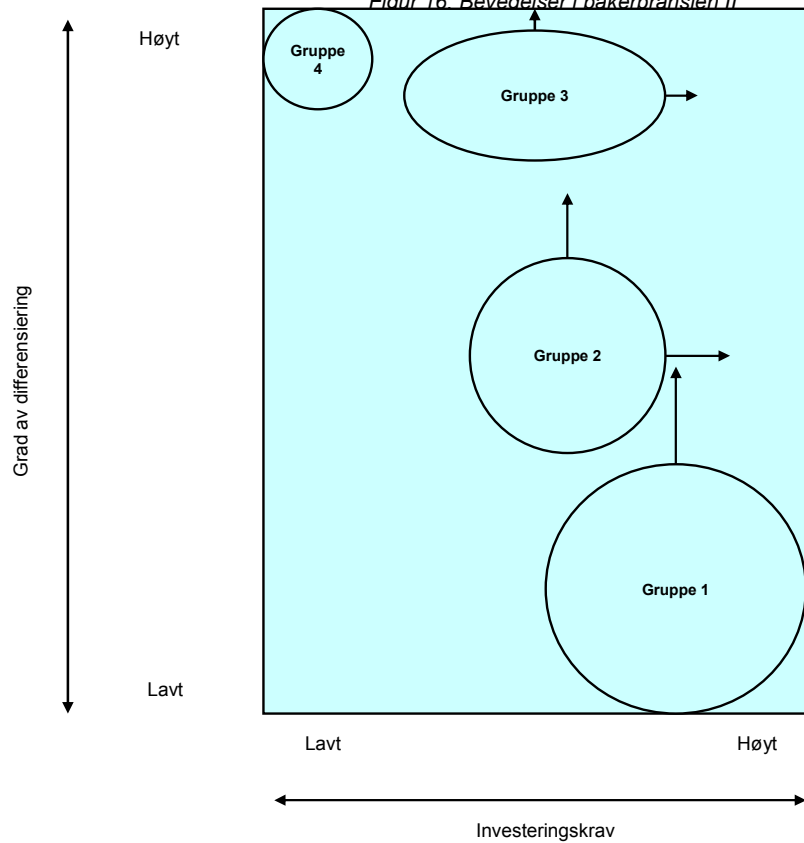 Figur 16: Bevegelser i bakerbransjen II
Høyt
Gruppe
4
Gruppe 3
Grad av differensiering
Gruppe 2
Gruppe 1
Lavt
Lavt
Høyt
Investeringskrav